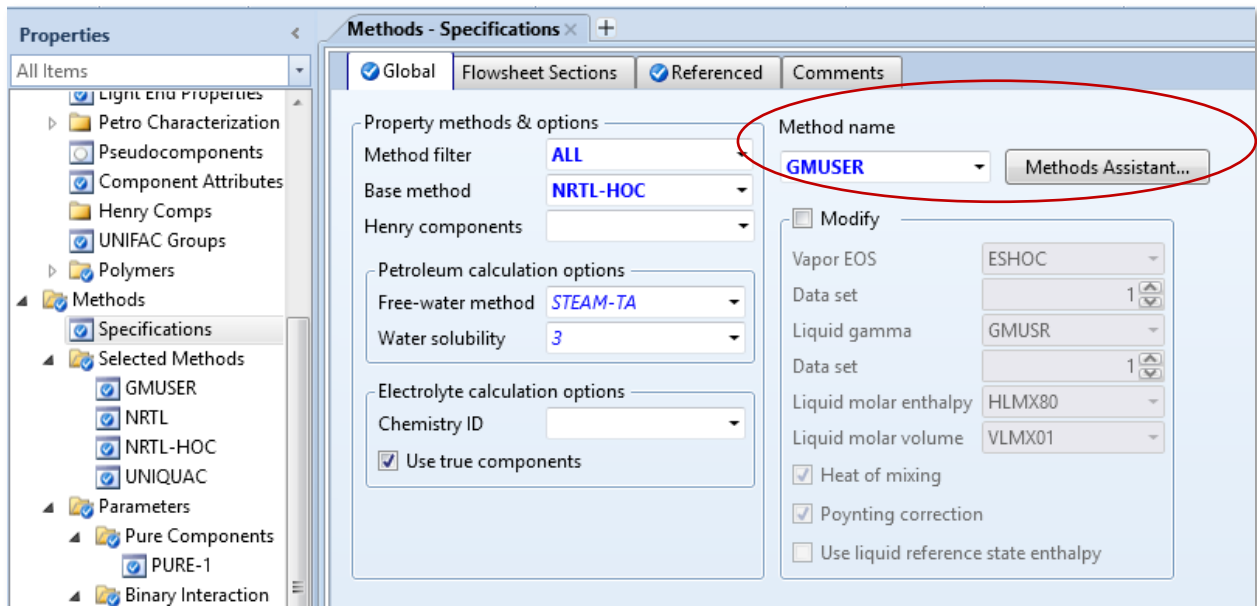 Properties
All Items
Light End Properties
Petro Characterization
Pseudocomponents
Component Attributes
Henry Comps
UNIFAC Groups
Polymers
Methods
Specifications
Selected Methods
GMUSER
NRTL
NRTL-HOC
UNIQUAC
Parameters
Pure Components
PURE-1
Binary Interaction
Methods - Specifications
Global Flowsheet Sections Referenced Comments
Property methods & options
Method filter ALL
Base method NRTL-HOC
Henry components
Petroleum calculation options
Free-water method STEAM-TA
Water solubility 3
Electrolyte calculation options
Chemistry ID
Use true components
Method name
GMUSER Methods Assistant...
Modify
Vapor EOS ESHOC
Data set 1
Liquid gamma GMUSR
Data set 1
Liquid molar enthalpy HLMX80
Liquid molar volume VLMX01
Heat of mixing
Poynting correction
Use liquid reference state enthalpy